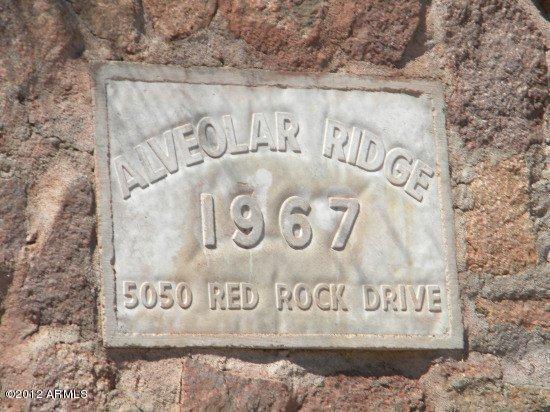 ALVEOLAR RIDGE
1967
5050 RED ROCK DRIVE
©2012 ARMLS